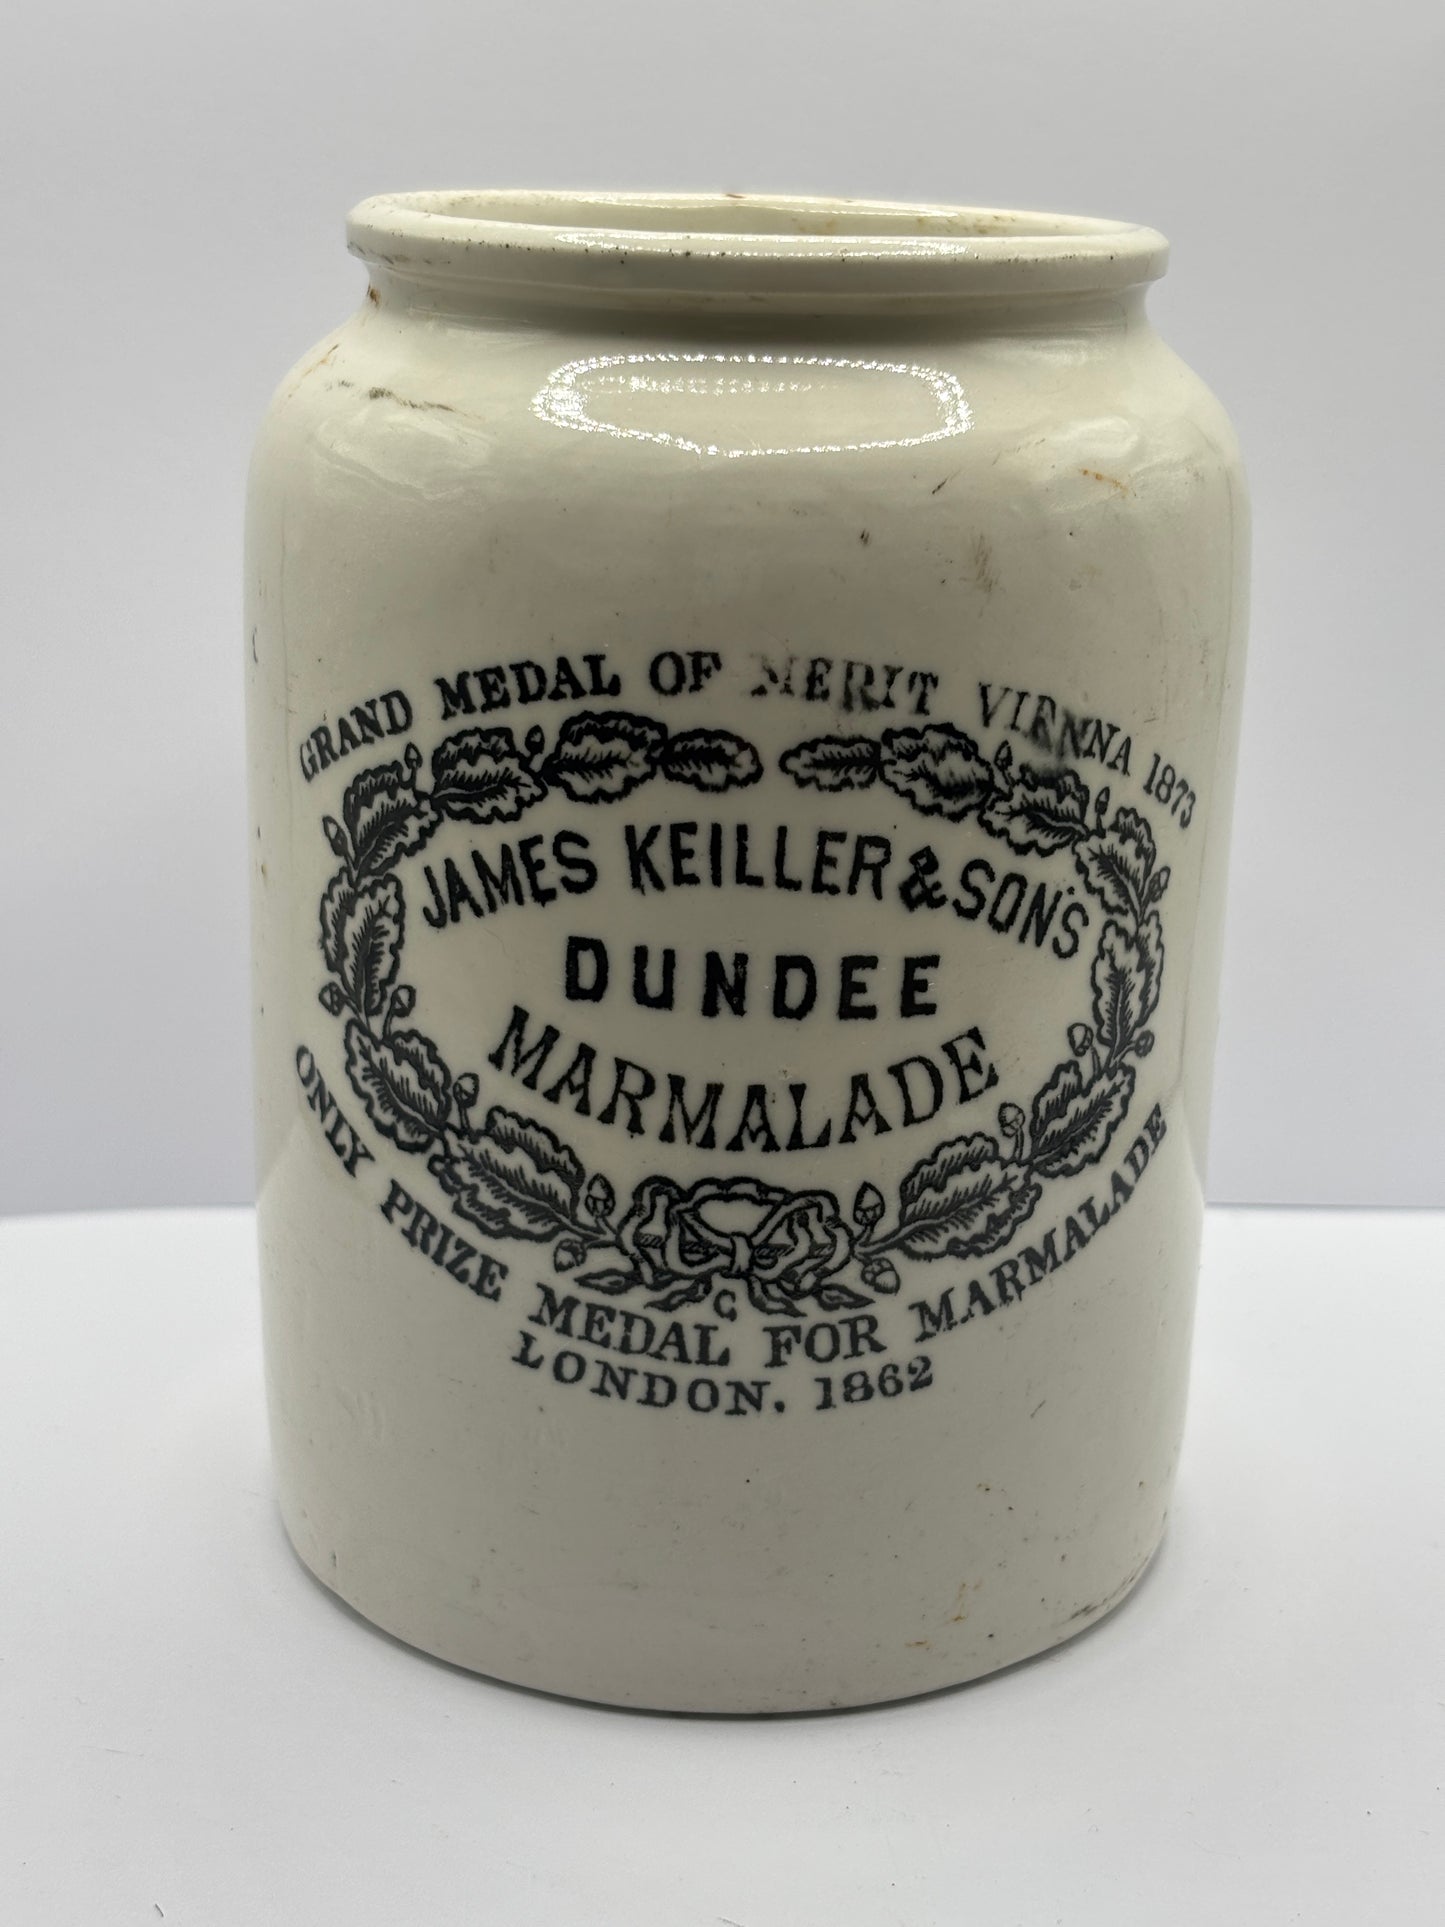 GRAND MEDAL OF MERIT VIENNA 1873
JAMES KEILLER & SON'S
DUNDEE
MARMALADE
C
ONLY PRIZE MEDAL FOR MARMALADE
LONDON. 1862